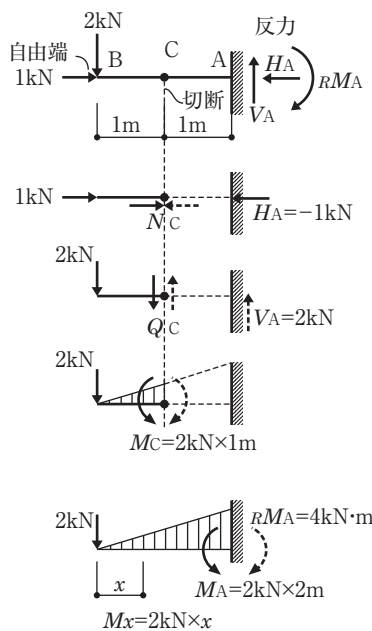 2kN
反力
自由端
B
C
A
HA
RMA
1kN
切断
VA
1m
1m
1kN
NC
HA=−1kN
2kN
QC
VA=2kN
2kN
MC=2kN×1m
2kN
RMA=4kN·m
x
MA=2kN×2m
Mx=2kN×x